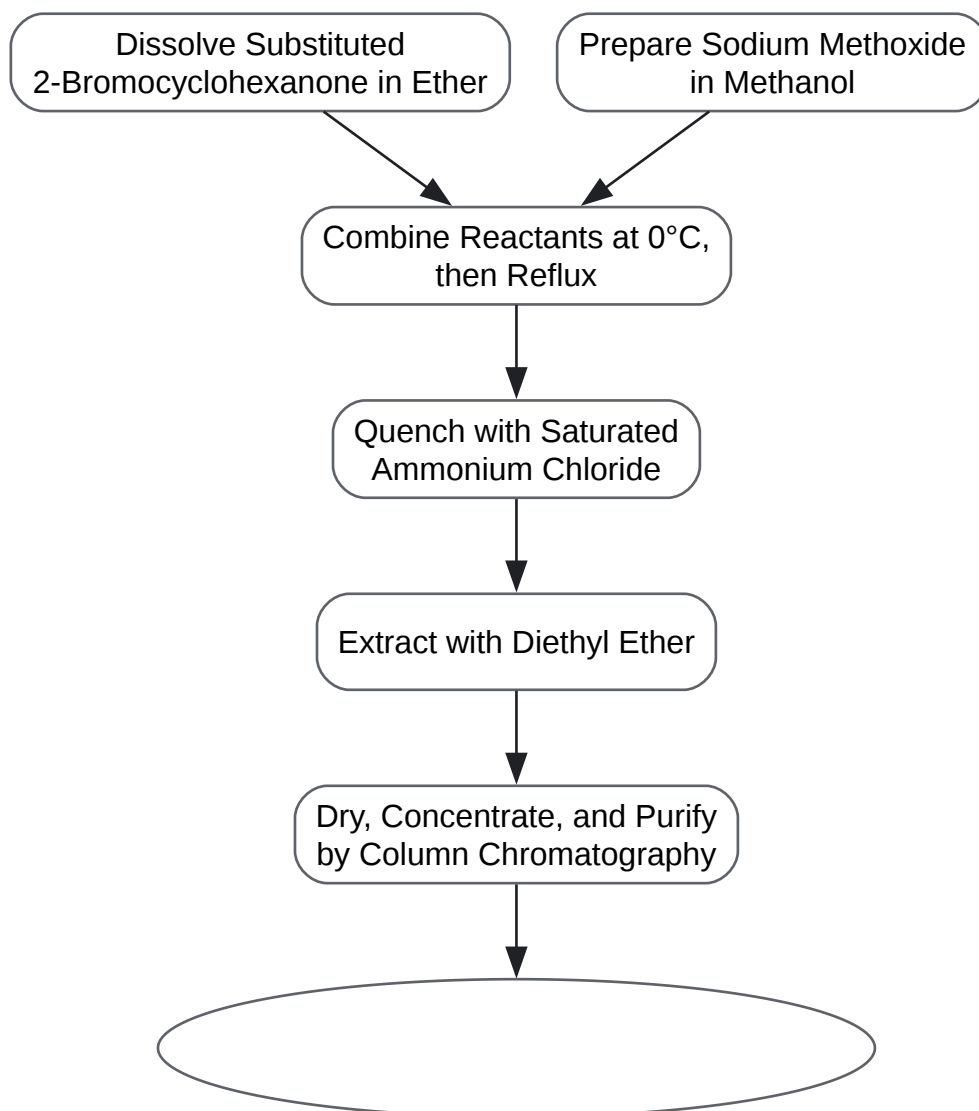 Dissolve Substituted
2-Bromocyclohexanone in Ether
Prepare Sodium Methoxide
in Methanol
Combine Reactants at 0°C,
then Reflux
Quench with Saturated
Ammonium Chloride
Extract with Diethyl Ether
Dry, Concentrate, and Purify
by Column Chromatography